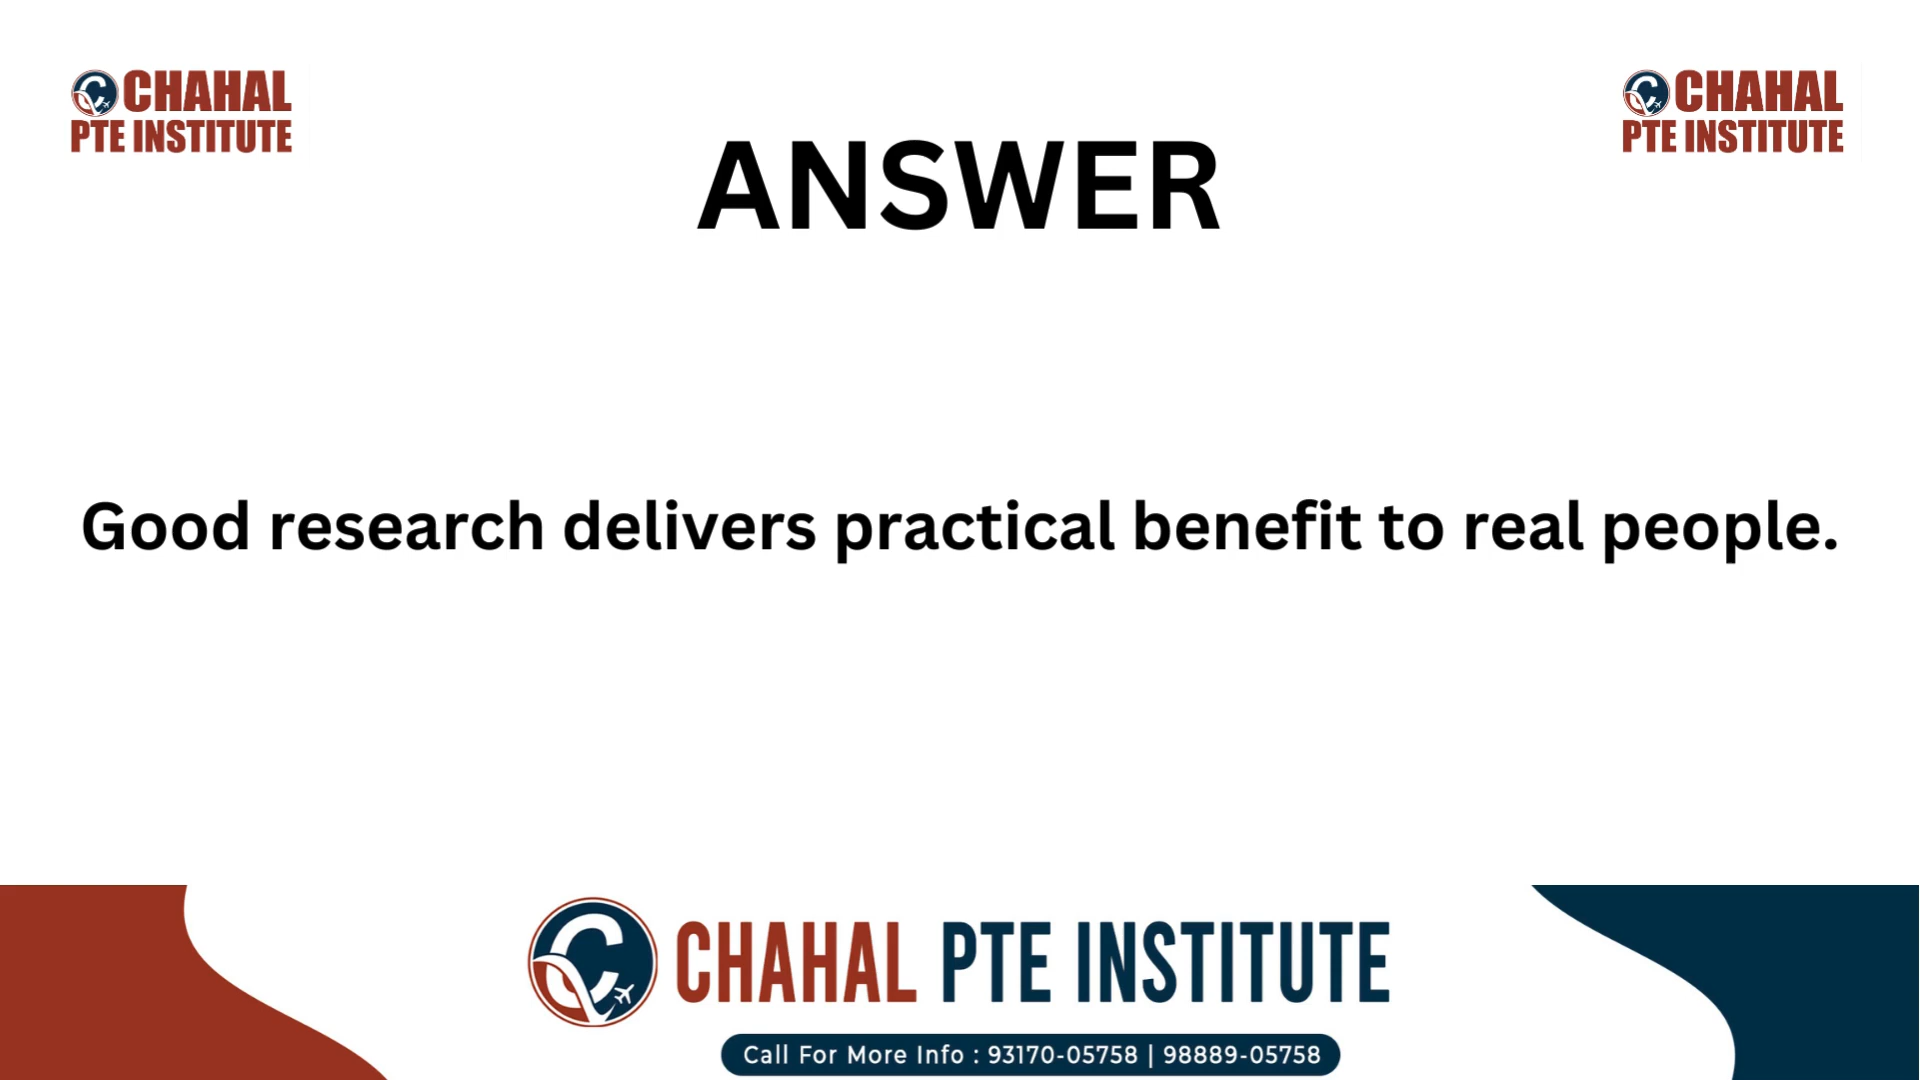 CHAHAL
PTE INSTITUTE
CHAHAL
PTE INSTITUTE
ANSWER
Good research delivers practical benefit to real people.
CHAHAL PTE INSTITUTE
Call For More Info : 93170-05758 | 98889-05758